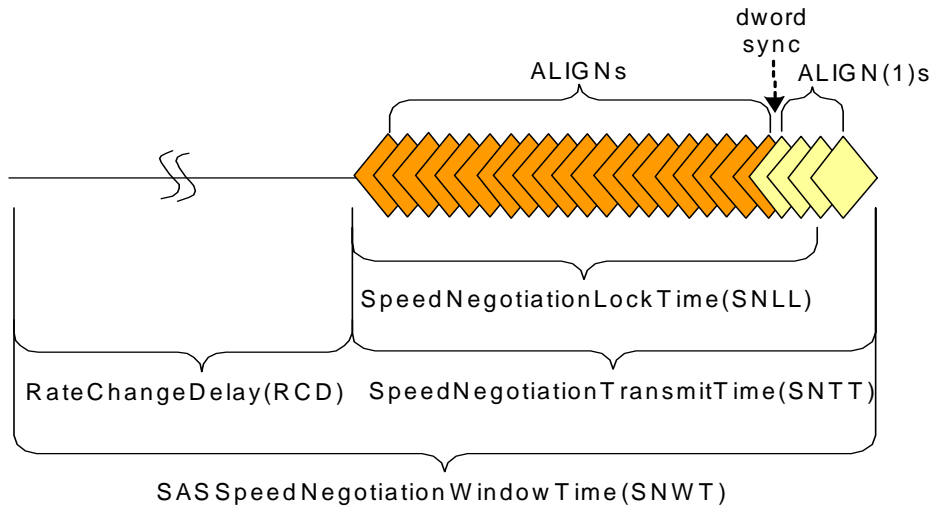 dword
sync
ALIGNs
ALIGN(1)s
SpeedNegotiationLockTime(SNLL)
RateChangeDelay(RCD)
SpeedNegotiationTransmitTime(SNTT)
SASSpeedNegotiationWindowTime(SNWT)